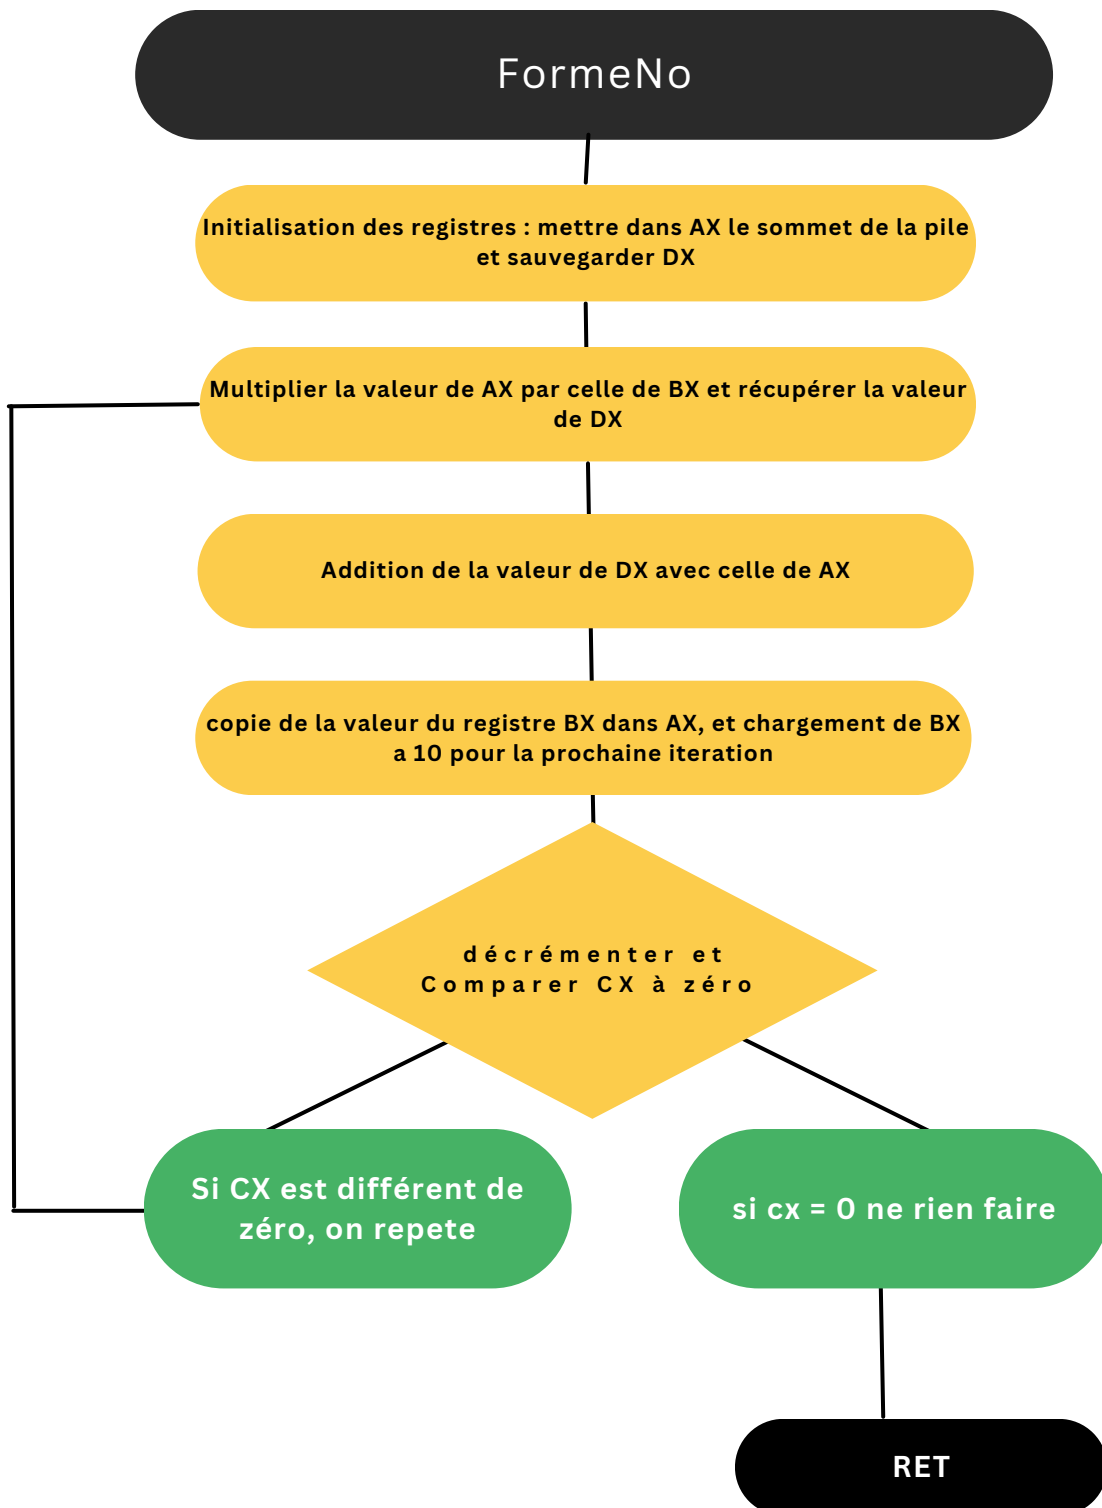 FormeNo
Initialisation des registres : mettre dans AX le sommet de la pile
et sauvegarder DX
Multiplier la valeur de AX par celle de BX et récupérer la valeur
de DX
Addition de la valeur de DX avec celle de AX
copie de la valeur du registre BX dans AX, et chargement de BX
a 10 pour la prochaine iteration
décrémenter et
Comparer CX à zéro
Si CX est différent de
zéro, on repete
si cx = 0 ne rien faire
RET